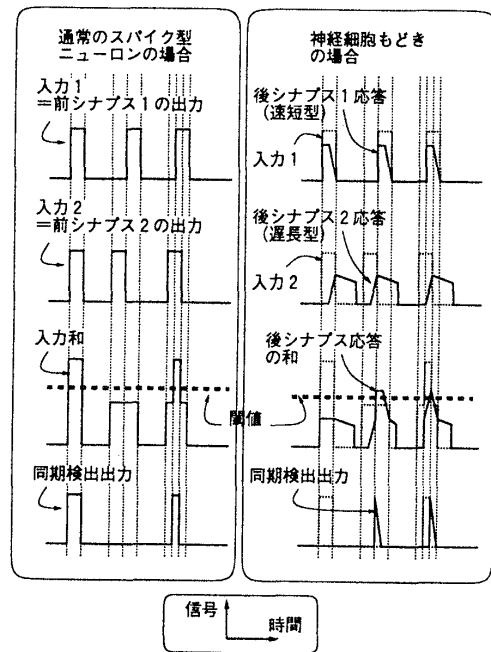 通常のスパイク型
ニューロンの場合
入力1
＝前シナプス1の出力
入力2
＝前シナプス2の出力
入力和
閾値
同期検出出力
神経細胞もどき
の場合
後シナプス1応答
(速短型)
入力1
後シナプス2応答
(遅長型)
入力2
後シナプス応答
の和
同期検出出力
信号
時間